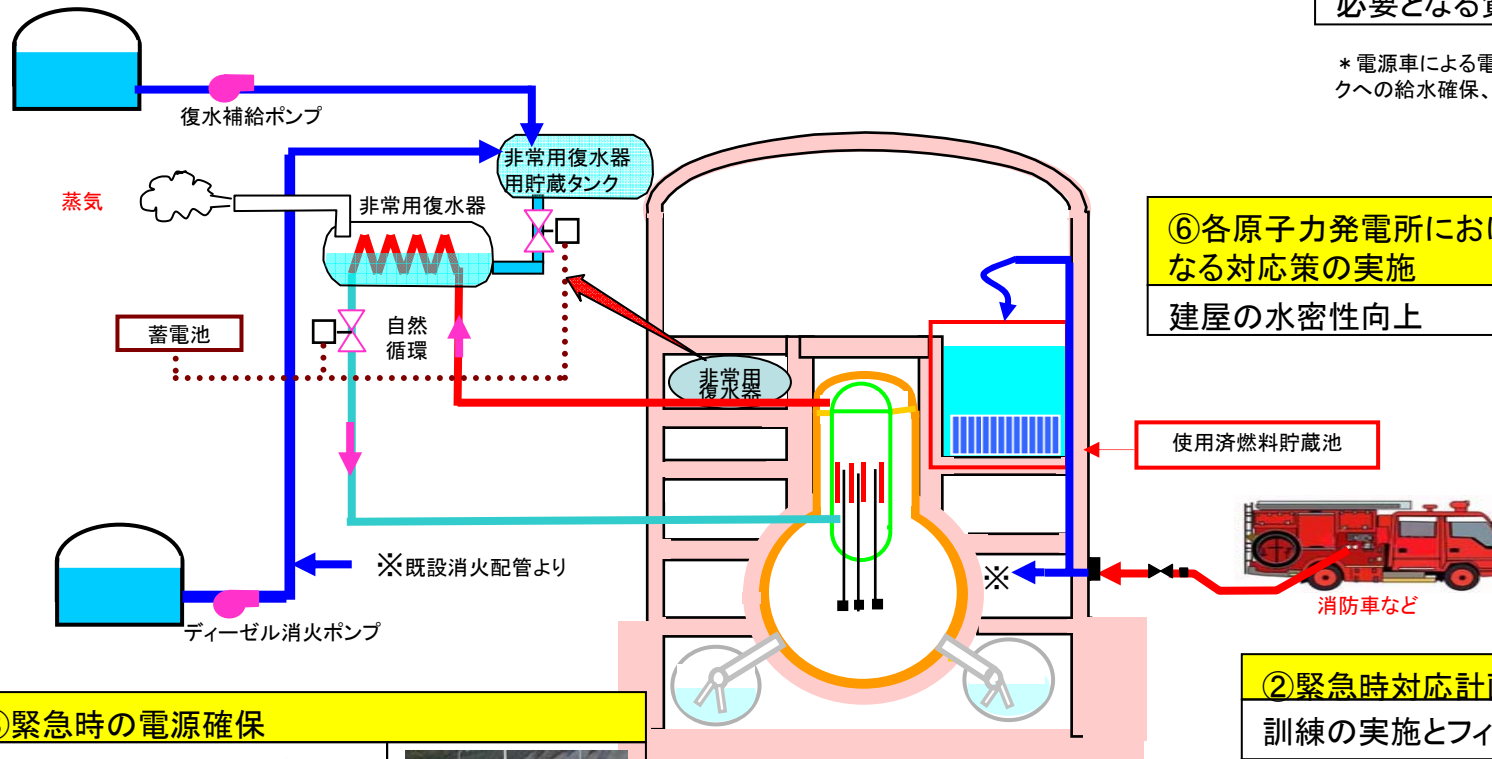 必要となる資
＊電源車による電
クへの給水確保、
復水補給ポンプ
非常用復水器
用貯蔵タンク
蒸気
非常用復水器
⑥各原子力発電所におけ
なる対応策の実施
建屋の水密性向上
蓄電池
自然
循環
非常用
復水器
使用済燃料貯蔵池
※既設消火配管より
※
消防車など
ディーゼル消火ポンプ
緊急時の電源確保
②緊急時対応計画
訓練の実施とフィ